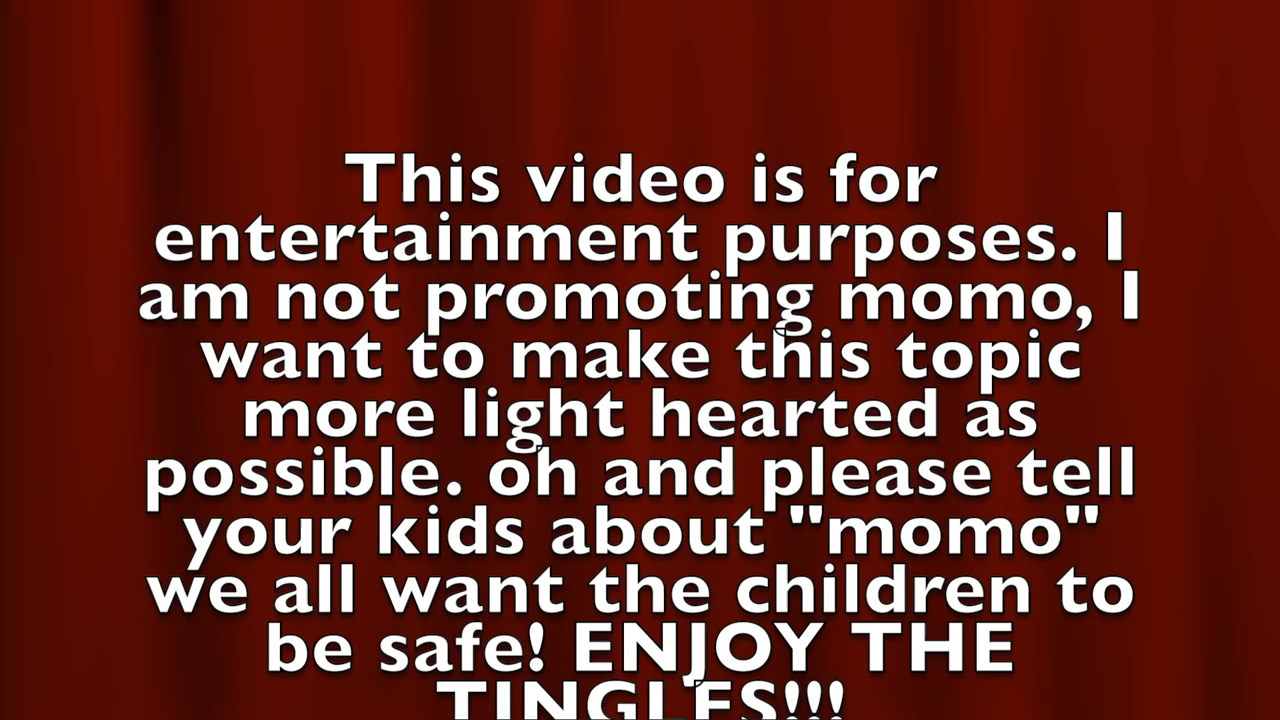 This video is for
entertainment purposes. I
am not promoting momo, I
want to make this topic
more light hearted as
possible. oh and please tell
your kids about "momo"
we all want the children to
be safe! ENJOY THE
TINGLES!!!